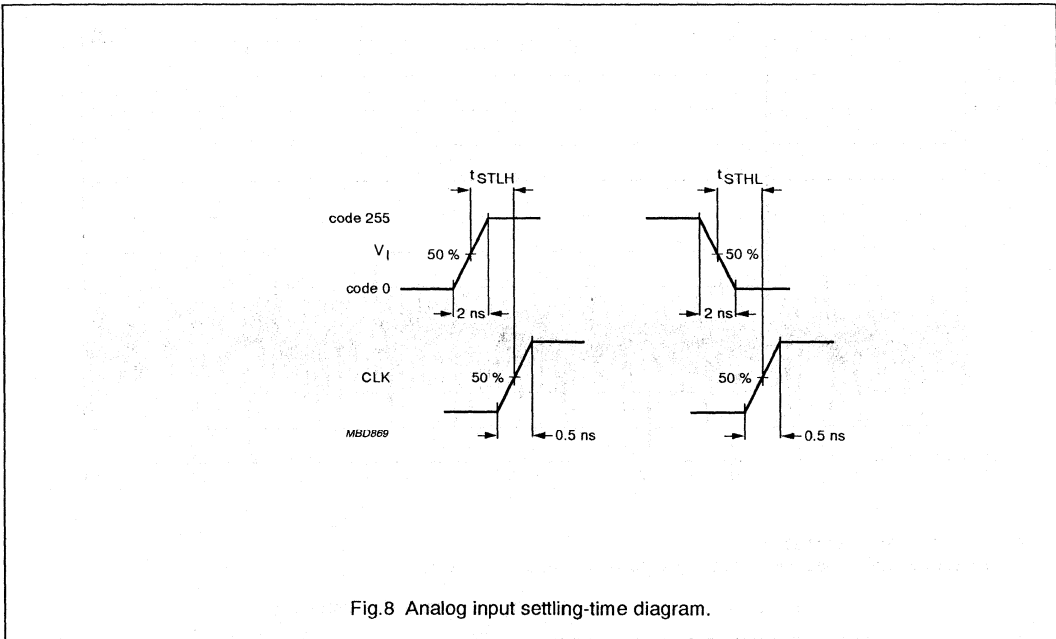 tSTLH tSTHL
code 255
VI 50 % 50 %
code 0
2 ns 2 ns
CLK 50 % 50 %
MBD869 0.5 ns 0.5 ns
Fig.8 Analog input settling-time diagram.